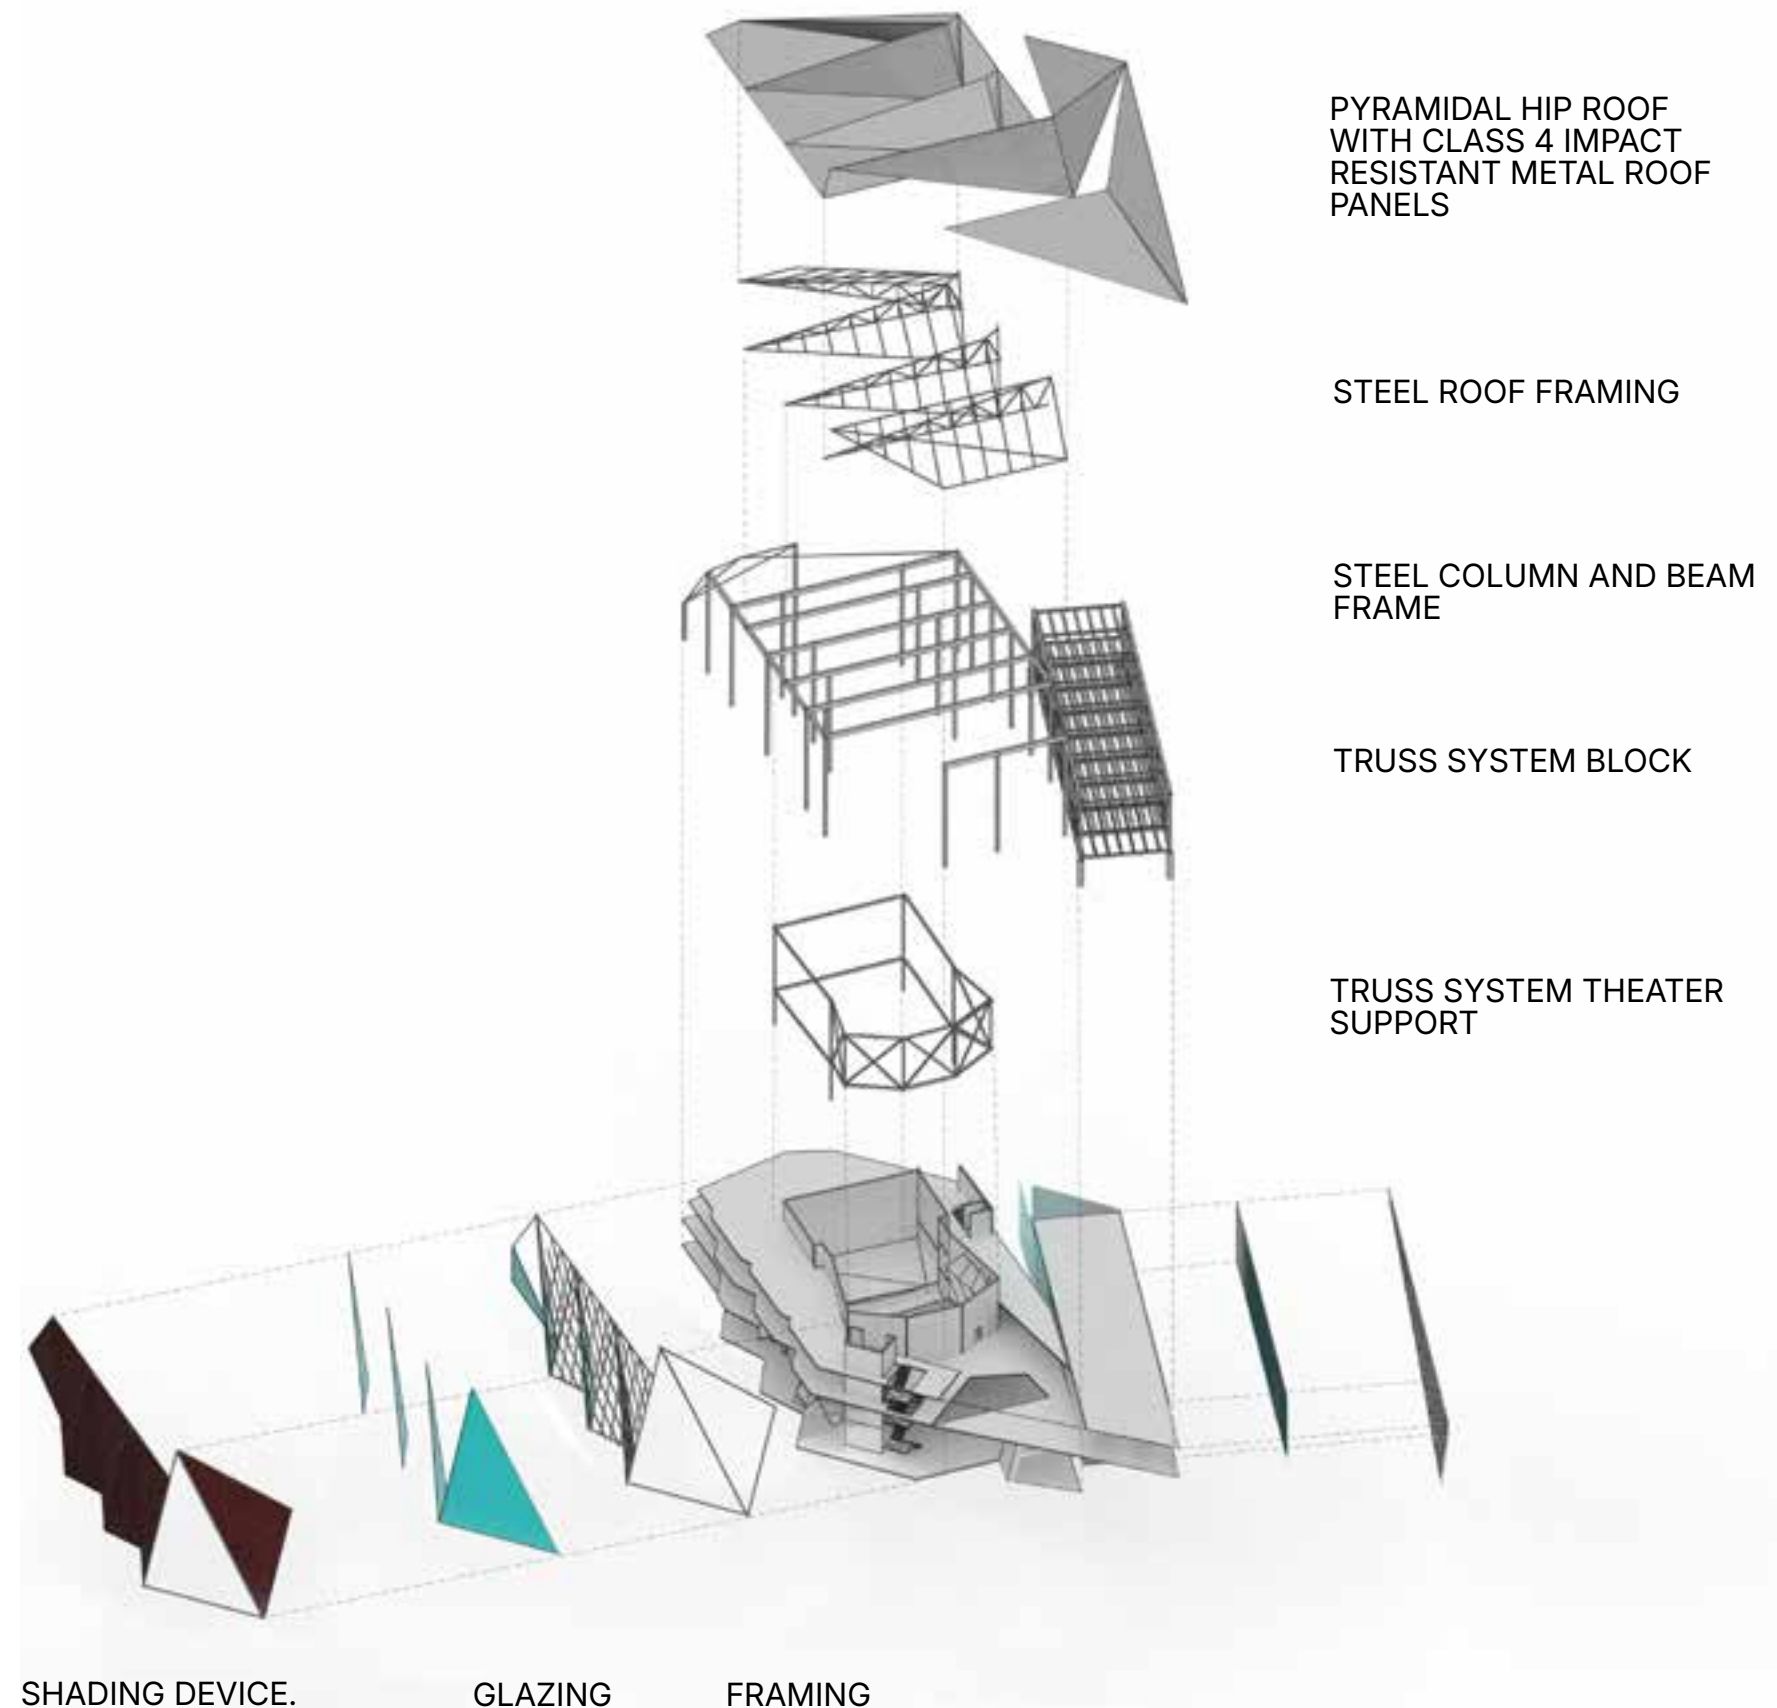 PYRAMIDAL HIP ROOF
WITH CLASS 4 IMPACT
RESISTANT METAL ROOF
PANELS
STEEL ROOF FRAMING
STEEL COLUMN AND BEAM
FRAME
TRUSS SYSTEM BLOCK
TRUSS SYSTEM THEATER
SUPPORT
SHADING DEVICE.
GLAZING
FRAMING